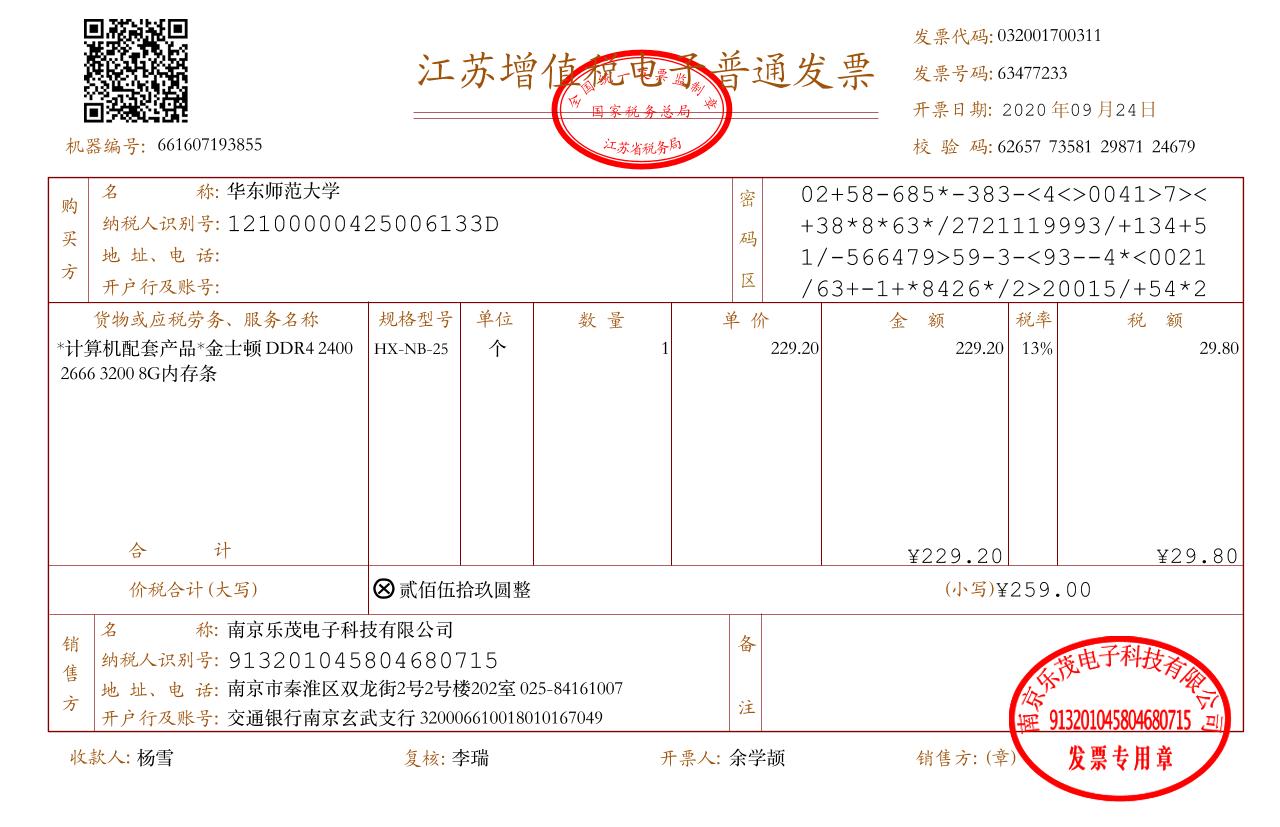 江苏增值税电子普通发票
全国统一发票监制章
国家税务总局
江苏省税务局
发票代码: 032001700311
发票号码: 63477233
开票日期: 2020 年09 月24日
校 验 码: 62657 73581 29871 24679
机器编号: 661607193855
购买方
名 称: 华东师范大学
纳税人识别号: 12100000425006133D
地 址、电 话:
开户行及账号:
密码区
02+58-685*-383-<4<>0041>7><
+38*8*63*/2721119993/+134+5
1/-566479>59-3-<93--4*<0021
/63+-1+*8426*/2>20015/+54*2
货物或应税劳务、服务名称 规格型号 单位 数 量 单 价 金 额 税率 税 额
*计算机配套产品*金士顿 DDR4 2400 HX-NB-25 个 1 229.20 229.20 13% 29.80
2666 3200 8G内存条
合 计 ¥229.20 ¥29.80
价税合计(大写) ⊗贰佰伍拾玖圆整 (小写)¥259.00
销售方
名 称: 南京乐茂电子科技有限公司
纳税人识别号: 913201045804680715
地 址、电 话: 南京市秦淮区双龙街2号2号楼202室 025-84161007
开户行及账号: 交通银行南京玄武支行 320006610018010167049
备注
南京乐茂电子科技有限公司
913201045804680715
发票专用章
收款人: 杨雪 复核: 李瑞 开票人: 余学颉 销售方: (章)